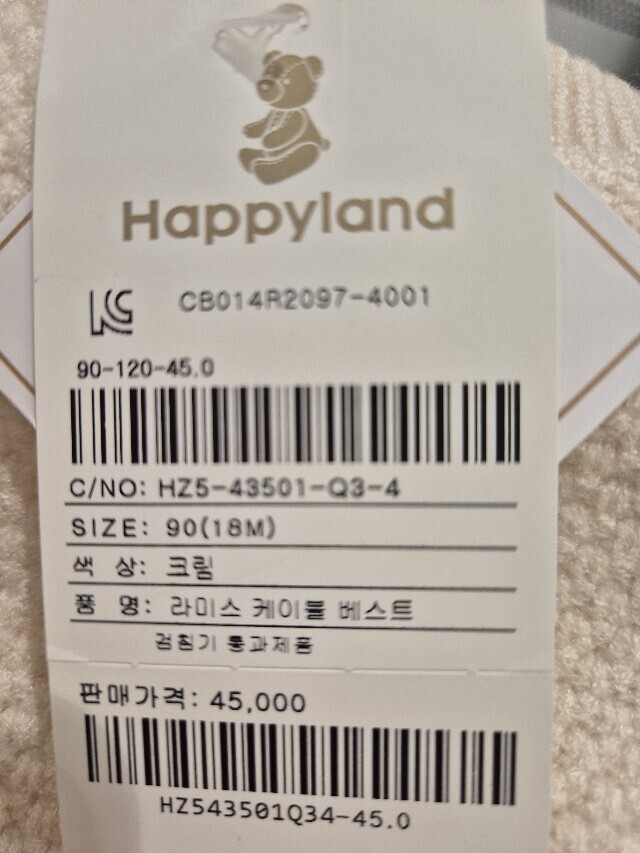 Happyland
CB014R2097-4001
90-120-45.0
C/NO: HZ5-43501-Q3-4
SIZE: 90(18M)
색 상: 크림
품 명: 라미스 케이블 베스트
검침기 통과제품
판매가격: 45,000
HZ543501Q34-45.0